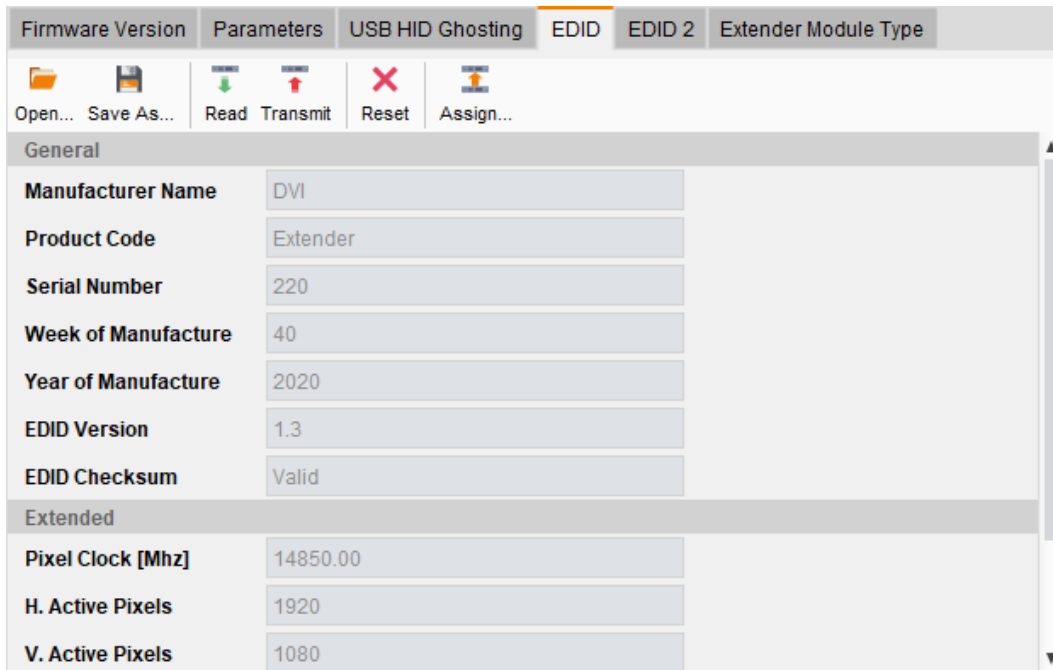 Firmware Version Parameters USB HID Ghosting EDID EDID 2 Extender Module Type
Open... Save As... Read Transmit Reset Assign...
General
Manufacturer Name DVI
Product Code Extender
Serial Number 220
Week of Manufacture 40
Year of Manufacture 2020
EDID Version 1.3
EDID Checksum Valid
Extended
Pixel Clock [Mhz] 14850.00
H. Active Pixels 1920
V. Active Pixels 1080